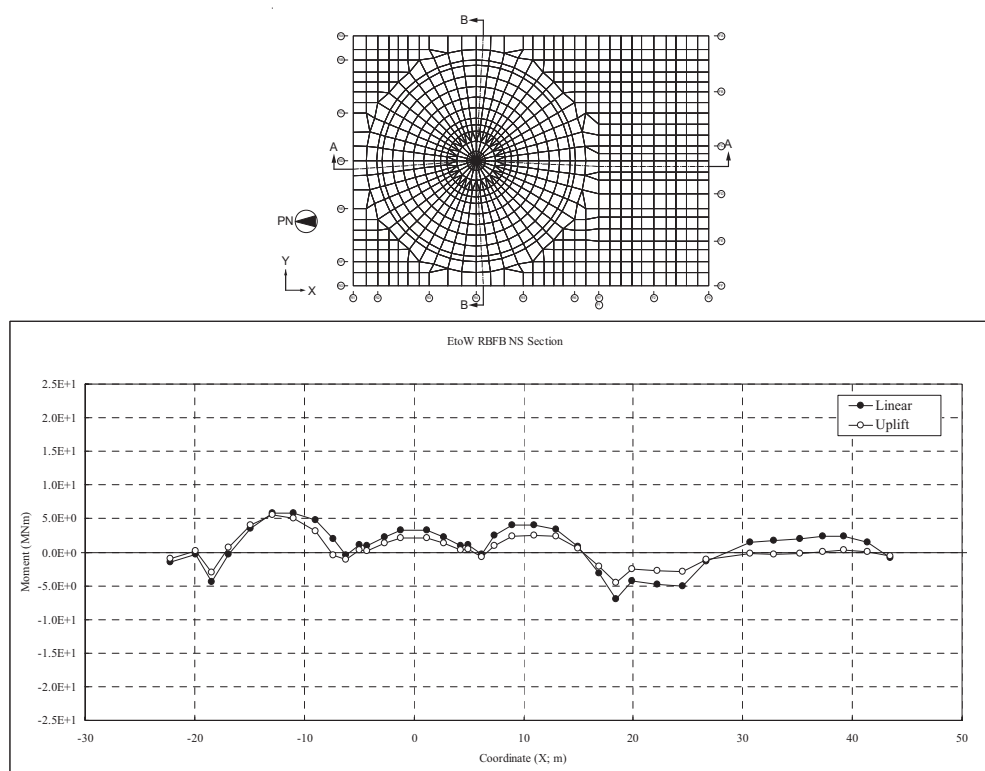 B
A
A
PN
Y
X
B
EtoW RBFB NS Section
2.5E+1
2.0E+1
1.5E+1
1.0E+1
5.0E+0
0.0E+0
-5.0E+0
-1.0E+1
-1.5E+1
-2.0E+1
-2.5E+1
Moment (MNm)
Linear
Uplift
-30
-20
-10
0
10
20
30
40
50
Coordinate (X; m)